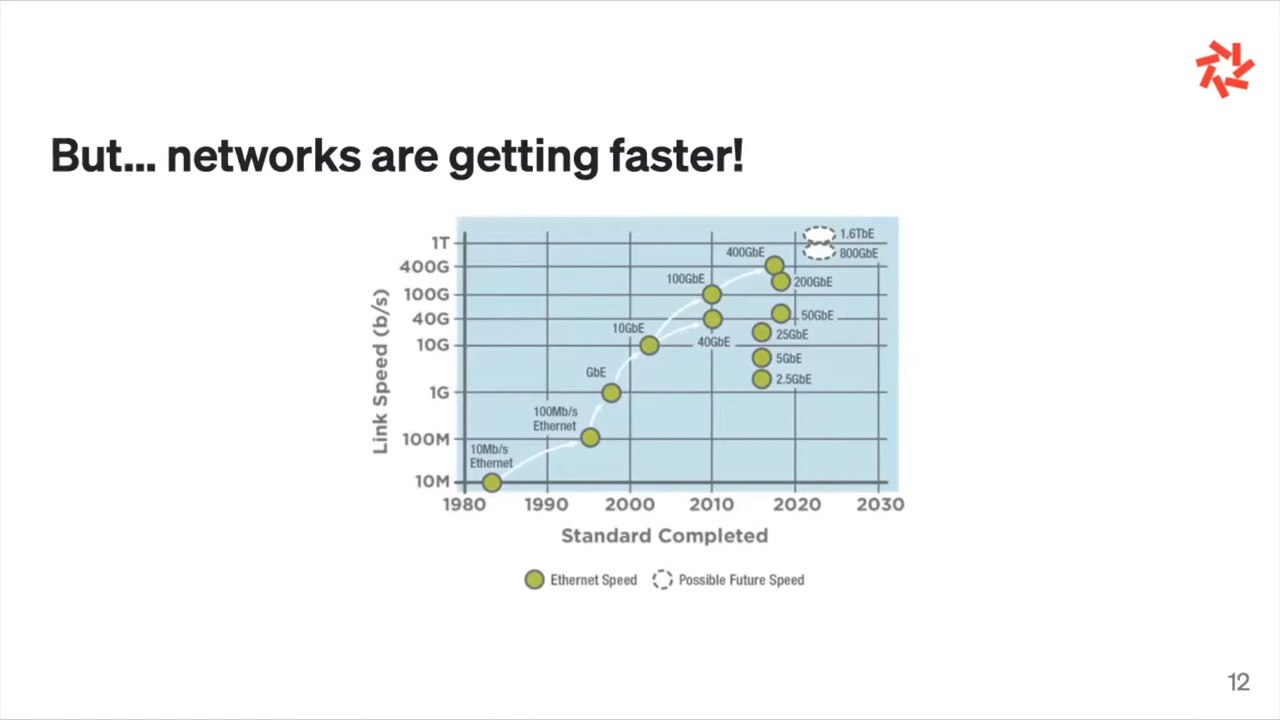 But... networks are getting faster!
1T
400G
100G
40G
10G
1G
100M
10M
Link Speed (b/s)
1.6TbE
800GbE
400GbE
200GbE
100GbE
50GbE
10GbE
25GbE
40GbE
5GbE
GbE
2.5GbE
100Mb/s
Ethernet
10Mb/s
Ethernet
1980 1990 2000 2010 2020 2030
Standard Completed
Ethernet Speed Possible Future Speed
12